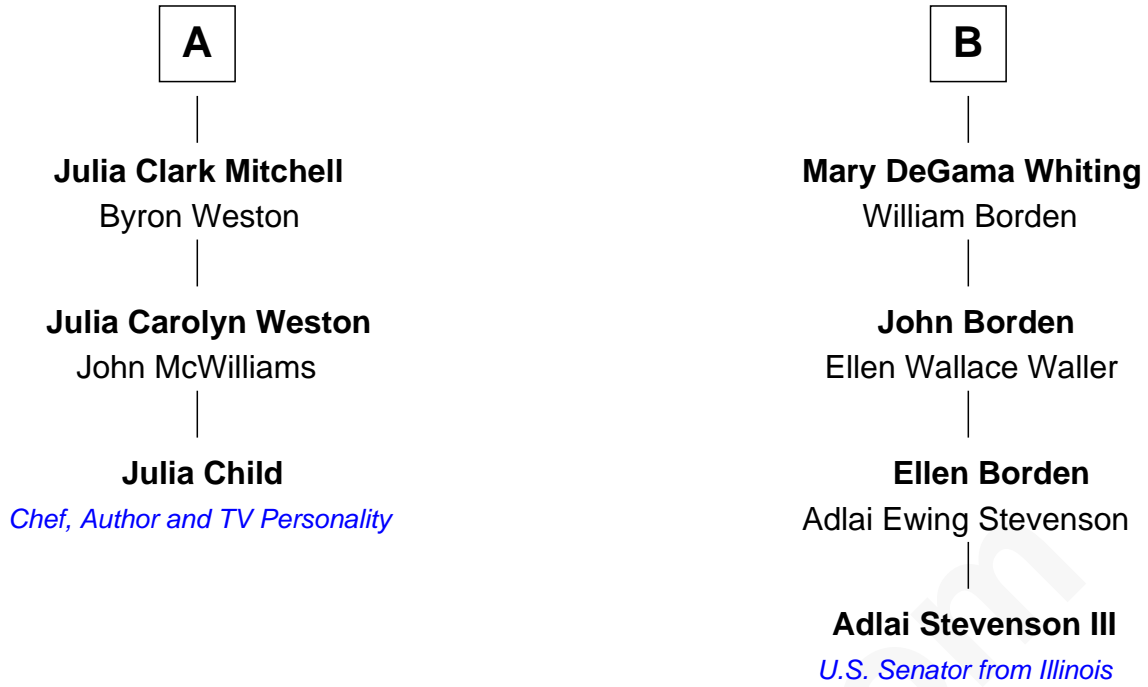 A
Julia Clark Mitchell
Byron Weston
Julia Carolyn Weston
John McWilliams
Julia Child
Chef, Author and TV Personality
B
Mary DeGama Whiting
William Borden
John Borden
Ellen Wallace Waller
Ellen Borden
Adlai Ewing Stevenson
Adlai Stevenson III
U.S. Senator from Illinois